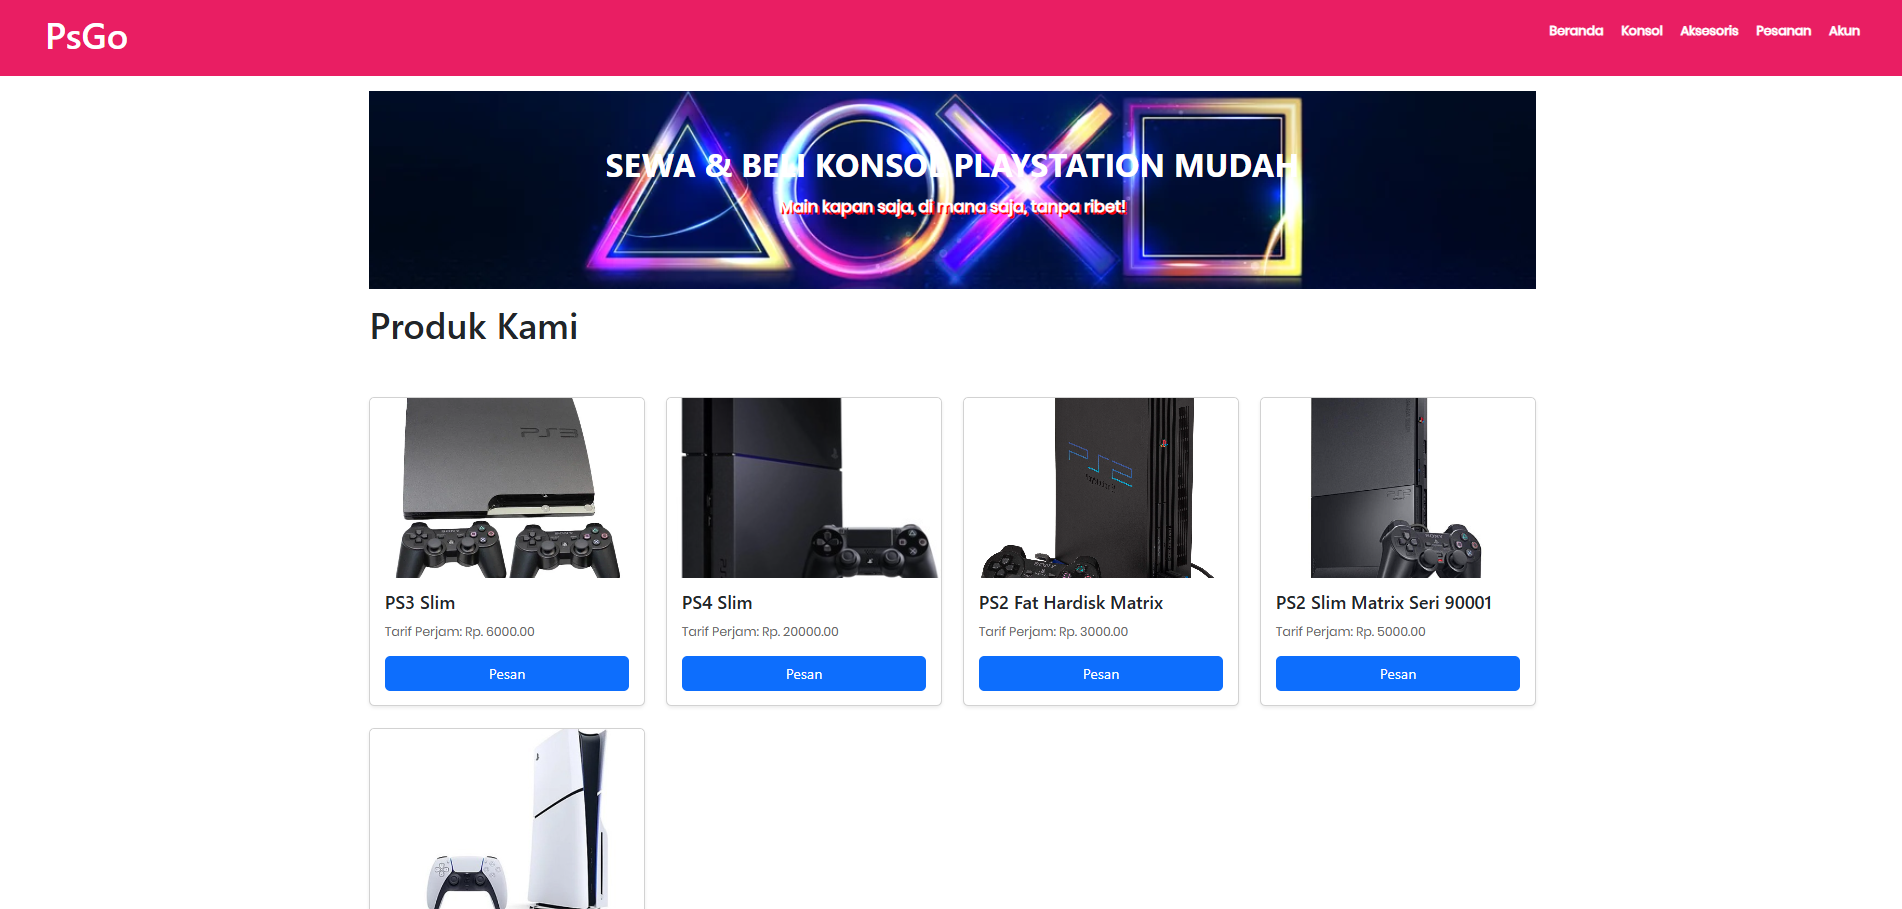 PsGo
Beranda Konsol Aksesoris Pesanan Akun
SEWA & BELI KONSOL PLAYSTATION MUDAH
Main kapan saja, di mana saja, tanpa ribet!
Produk Kami
PS3
PS2
SONY
PS3 Slim
Tarif Perjam: Rp. 6000.00
Pesan
PS4 Slim
Tarif Perjam: Rp. 20000.00
Pesan
PS2 Fat Hardisk Matrix
Tarif Perjam: Rp. 3000.00
Pesan
PS2 Slim Matrix Seri 90001
Tarif Perjam: Rp. 5000.00
Pesan